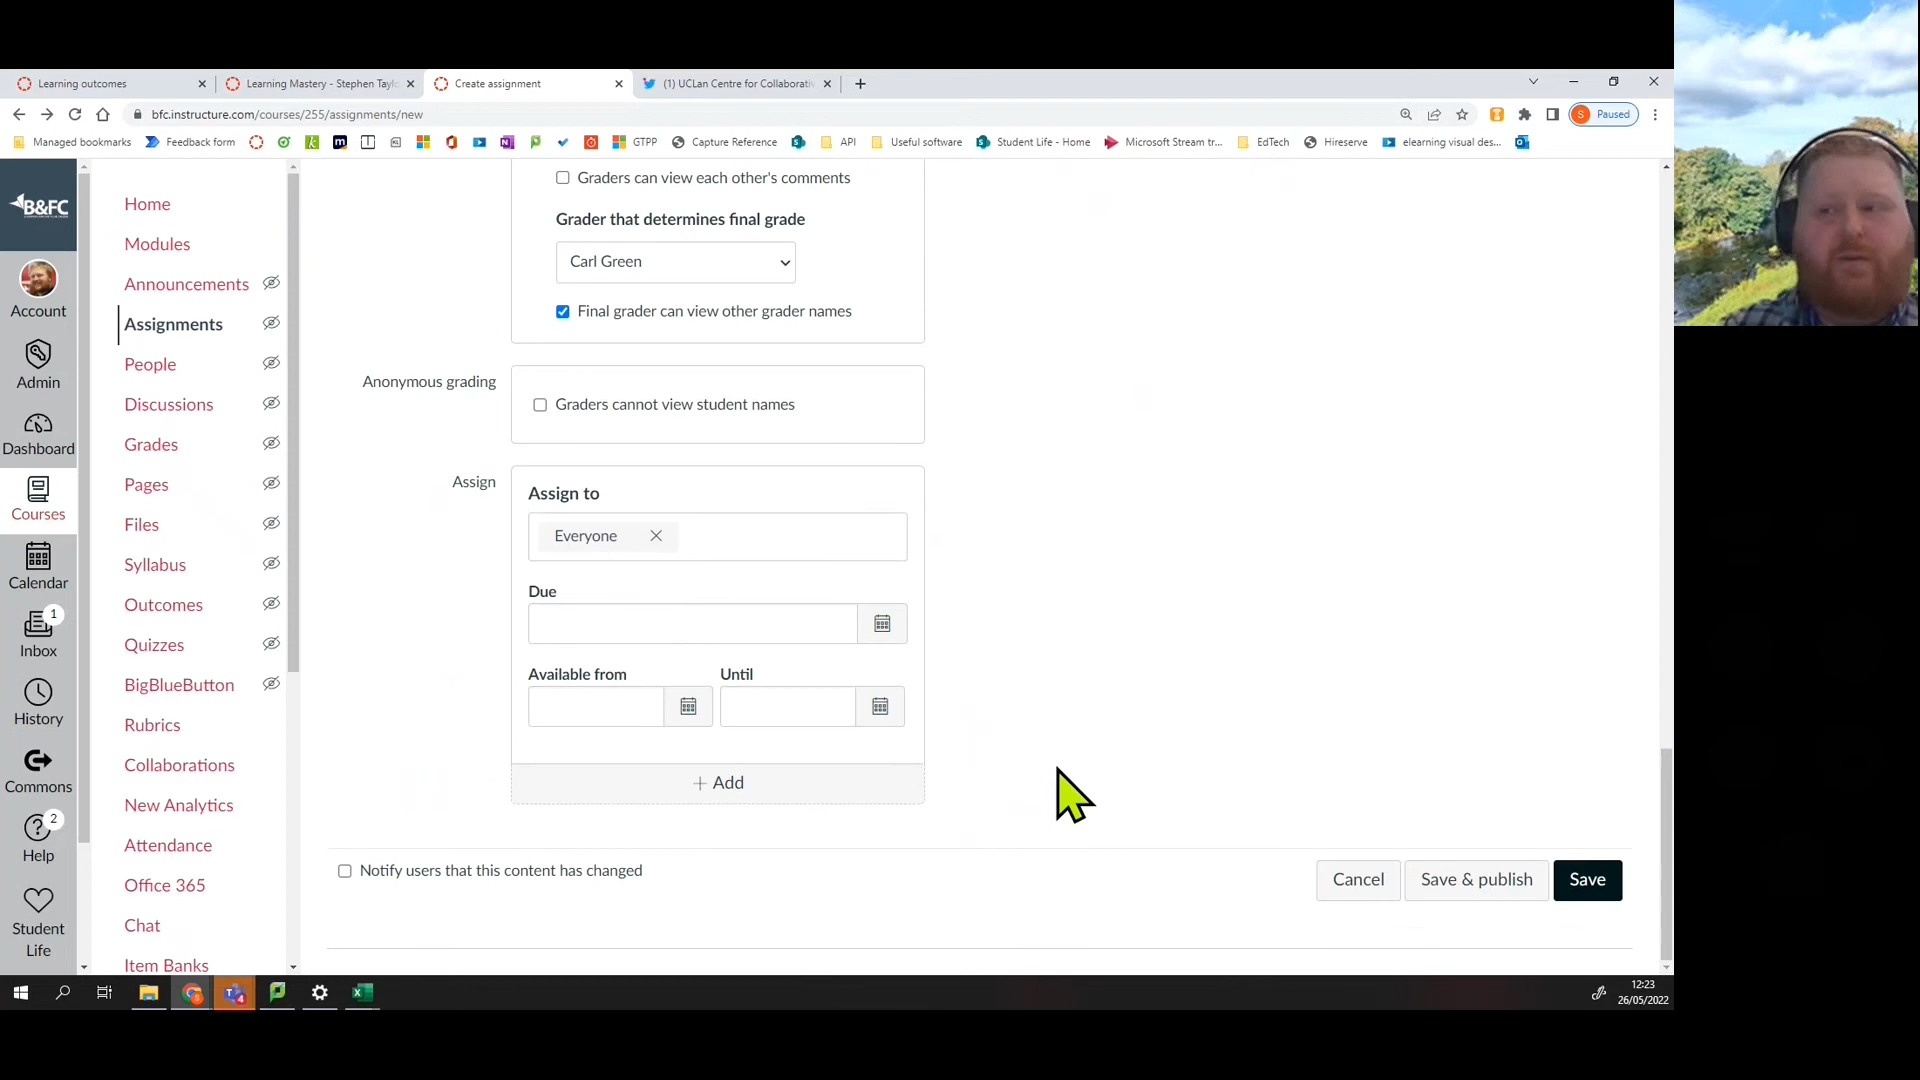 Learning outcomes
Learning Mastery - Stephen Taylo
Create assignment
(1) UCLan Centre for Collaborativ
bfc.instructure.com/courses/255/assignments/new
S Paused
Managed bookmarks
Feedback form
GTPP
Capture Reference
API
Useful software
Student Life - Home
Microsoft Stream tr...
EdTech
Hireserve
elearning visual des...
B&FC
Account
Admin
Dashboard
Courses
Calendar
1
Inbox
History
Commons
2
Help
Student
Life
Home
Modules
Announcements
Assignments
People
Discussions
Grades
Pages
Files
Syllabus
Outcomes
Quizzes
BigBlueButton
Rubrics
Collaborations
New Analytics
Attendance
Office 365
Chat
Item Banks
Graders can view each other's comments
Grader that determines final grade
Carl Green
Final grader can view other grader names
Anonymous grading
Graders cannot view student names
Assign
Assign to
Everyone
Due
Available from
Until
+ Add
Notify users that this content has changed
Cancel
Save & publish
Save
12:23
26/05/2022